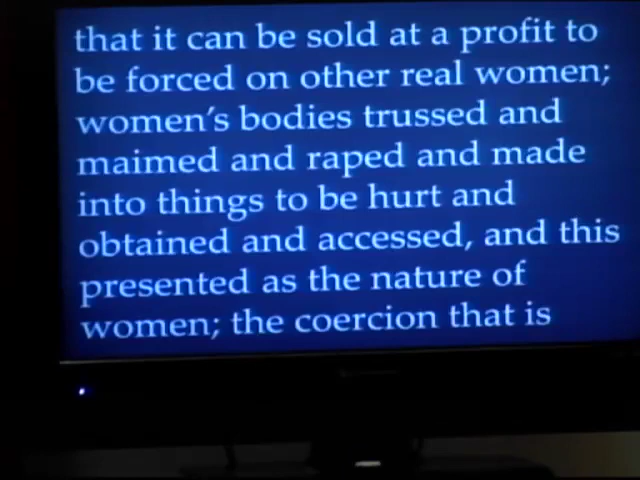 that it can be sold at a profit to
be forced on other real women;
women's bodies trussed and
maimed and raped and made
into things to be hurt and
obtained and accessed, and this
presented as the nature of
women; the coercion that is